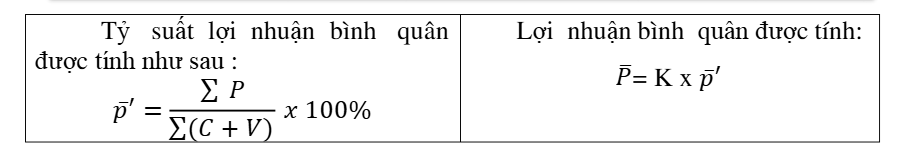 Tỷ suất lợi nhuận bình quân
được tính như sau :
p̄′ = ∑ P / ∑(C + V) x 100%
Lợi nhuận bình quân được tính:
P̄= K x p̄′